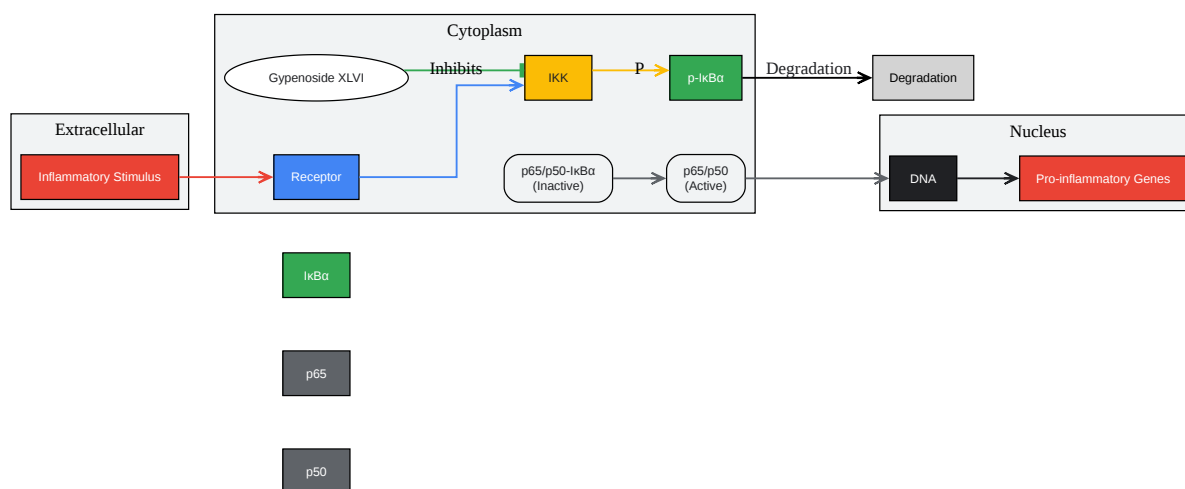 Cytoplasm
Gypenoside XLVI
Inhibits
IKK
P
p-IκBα
Degradation
Degradation
Extracellular
Inflammatory Stimulus
Receptor
p65/p50-IκBα
(Inactive)
p65/p50
(Active)
Nucleus
DNA
Pro-inflammatory Genes
IκBα
p65
p50